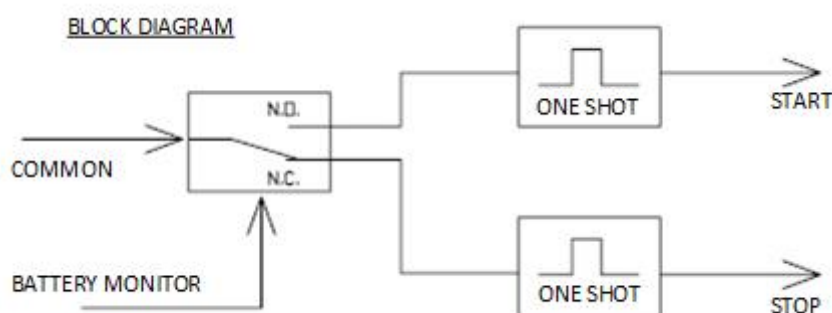 BLOCK DIAGRAM
N.O.
ONE SHOT
START
COMMON
N.C.
BATTERY MONITOR
ONE SHOT
STOP